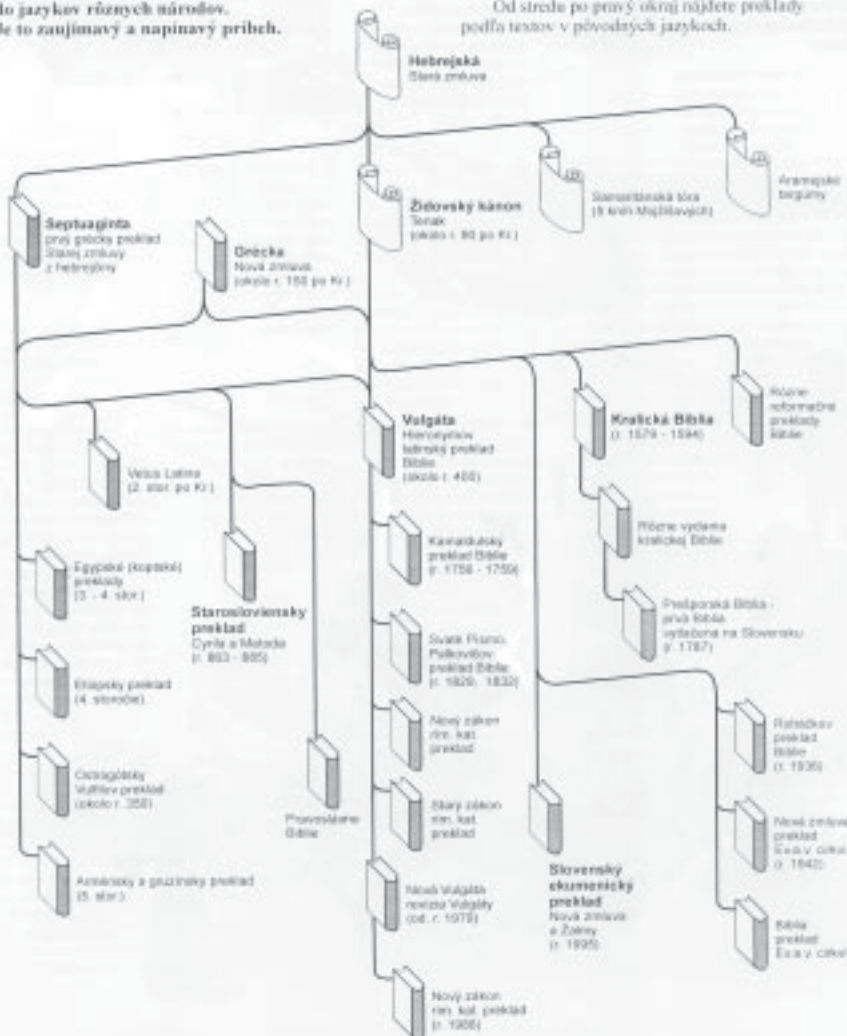 do jazykov různych národov.
Je to zaujímavý a napínavý príbeh.
Od stredu po pravý okraj nájdete preklady
podľa textov v pôvodných jazykoch.
Hebrejská
Stará zmluva
Septuaginta
prvý grécky preklad
Starej zmluvy
z hebrejčiny
Grécka
Nová zmluva
(okolo r. 150 po Kr.)
Židovský kánon
Tenak
(okolo r. 90 po Kr.)
Samaritánska tóra
(5 kníh Mojžišových)
Aramejské
targúmy
Vetus Latina
(2. stor. po Kr.)
Vulgáta
Hieronymov
latinský preklad
Biblie
(okolo r. 400)
Kralická Biblia
(r. 1579 - 1594)
Rôzne
reformačné
preklady
Biblie
Egyptské (koptské)
preklady
(3. - 4. stor.)
Starosloviensky
preklad
Cyrila a Metoda
(r. 863 - 885)
Kamaldulský
preklad Biblie
(r. 1756 - 1759)
Rôzne vydania
kralickej Biblie
Prešporská Biblia -
prvá Biblia
vytlačená na Slovensku
(r. 1787)
Etiópsky preklad
(4. storočie)
Sväté Písmo.
Palkovičov
preklad Biblie
(r. 1829, 1832)
Nový zákon
rím. kat.
preklad
Roháčkov
preklad
Biblie
(r. 1936)
Ostrogótsky
Vulfilov preklad
(okolo r. 350)
Pravoslávna
Biblia
Starý zákon
rím. kat.
preklad
Nová zmluva
preklad
Ev.a.v. cirkvi
(r. 1942)
Arménsky a gruzínsky preklad
(5. stor.)
Nová Vulgáta
revízia Vulgáty
(od. r. 1979)
Slovenský
ekumenický
preklad
Nová zmluva
a Žalmy
(r. 1995)
Biblia
preklad
Ev.a.v. cirkvi
Nový zákon
rím. kat. preklad
(r. 1986)